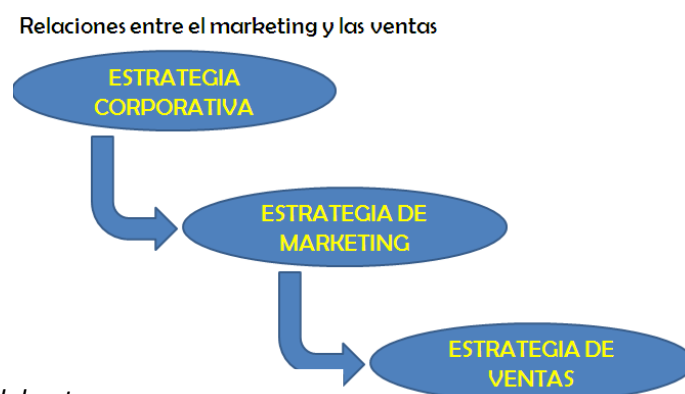 Relaciones entre el marketing y las ventas
ESTRATEGIA
CORPORATIVA
ESTRATEGIA DE
MARKETING
ESTRATEGIA DE
VENTAS